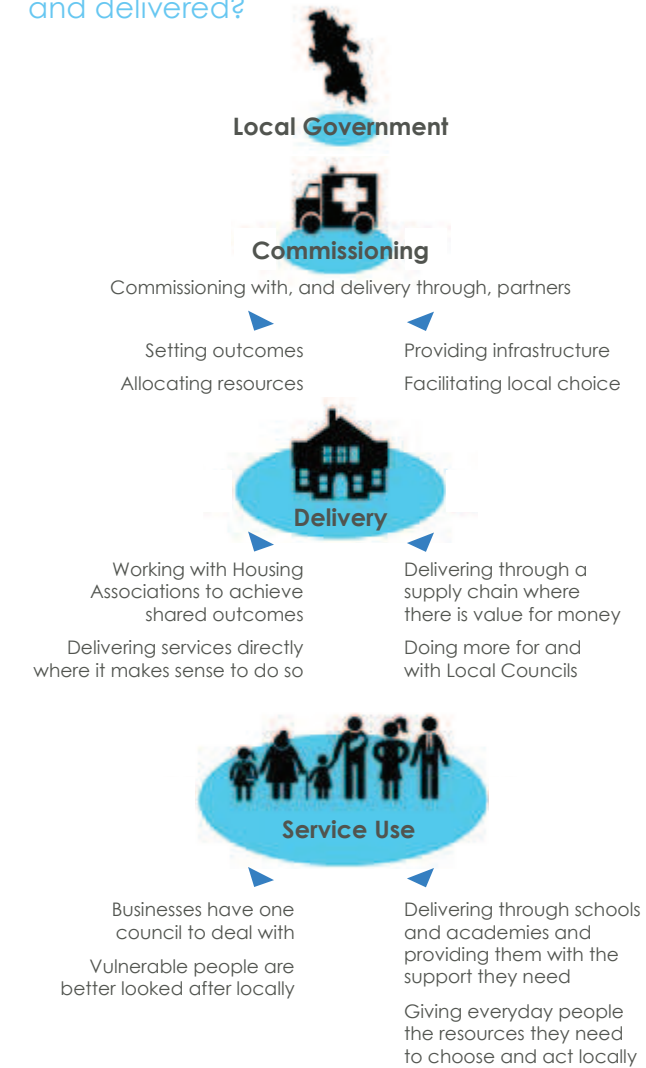 and delivered?
Local Government
Commissioning
Commissioning with, and delivery through, partners
Setting outcomes
Allocating resources
Providing infrastructure
Facilitating local choice
Delivery
Working with Housing
Associations to achieve
shared outcomes
Delivering services directly
where it makes sense to do so
Delivering through a
supply chain where
there is value for money
Doing more for and
with Local Councils
Service Use
Businesses have one
council to deal with
Vulnerable people are
better looked after locally
Delivering through schools
and academies and
providing them with the
support they need
Giving everyday people
the resources they need
to choose and act locally